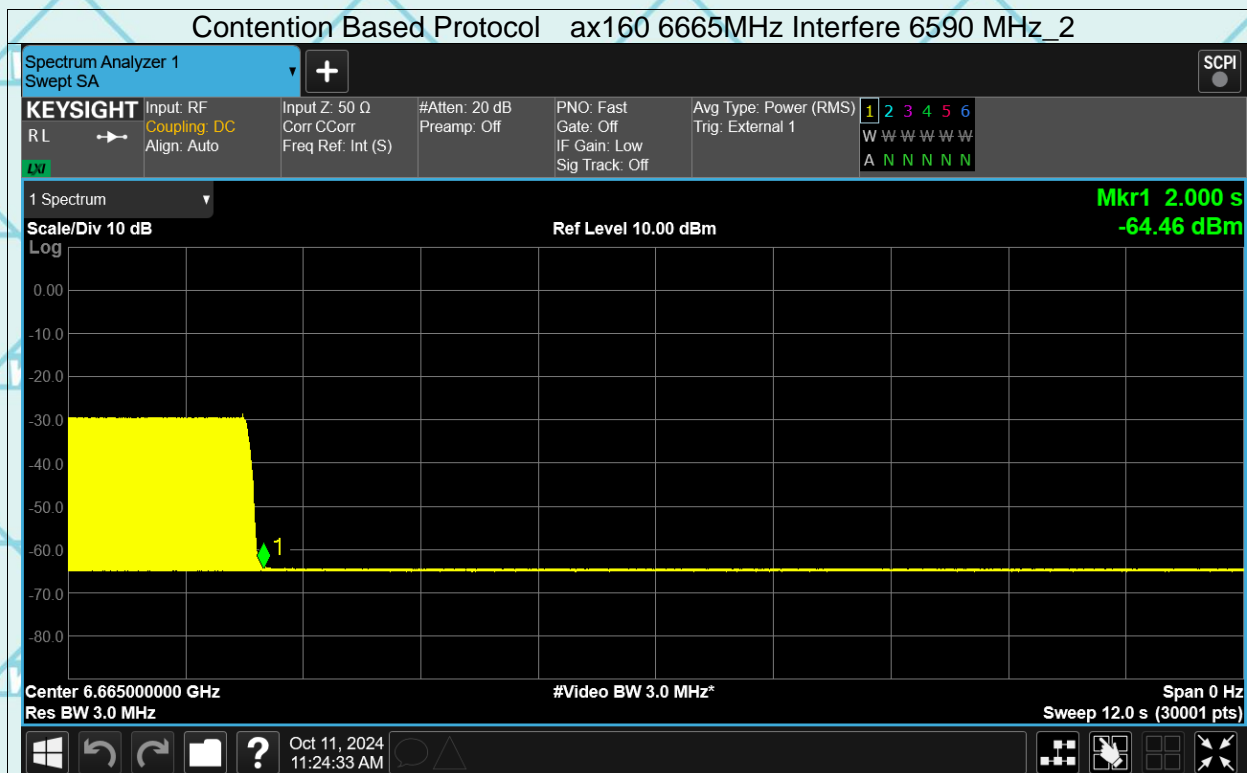 Contention Based Protocol ax160 6665MHz Interfere 6590 MHz_2
Spectrum Analyzer 1
Swept SA
SCPI
KEYSIGHT Input: RF Input Z: 50 Ω #Atten: 20 dB PNO: Fast Avg Type: Power (RMS) 1 2 3 4 5 6
RL Coupling: DC Corr CCorr Preamp: Off Gate: Off Trig: External 1 W W W W W W
Align: Auto Freq Ref: Int (S) IF Gain: Low A N N N N N
LXI Sig Track: Off
1 Spectrum
Mkr1 2.000 s
Scale/Div 10 dB Ref Level 10.00 dBm -64.46 dBm
Log
0.00
-10.0
-20.0
-30.0
-40.0
-50.0
1
-60.0
-70.0
-80.0
Center 6.665000000 GHz #Video BW 3.0 MHz* Span 0 Hz
Res BW 3.0 MHz Sweep 12.0 s (30001 pts)
? Oct 11, 2024
11:24:33 AM